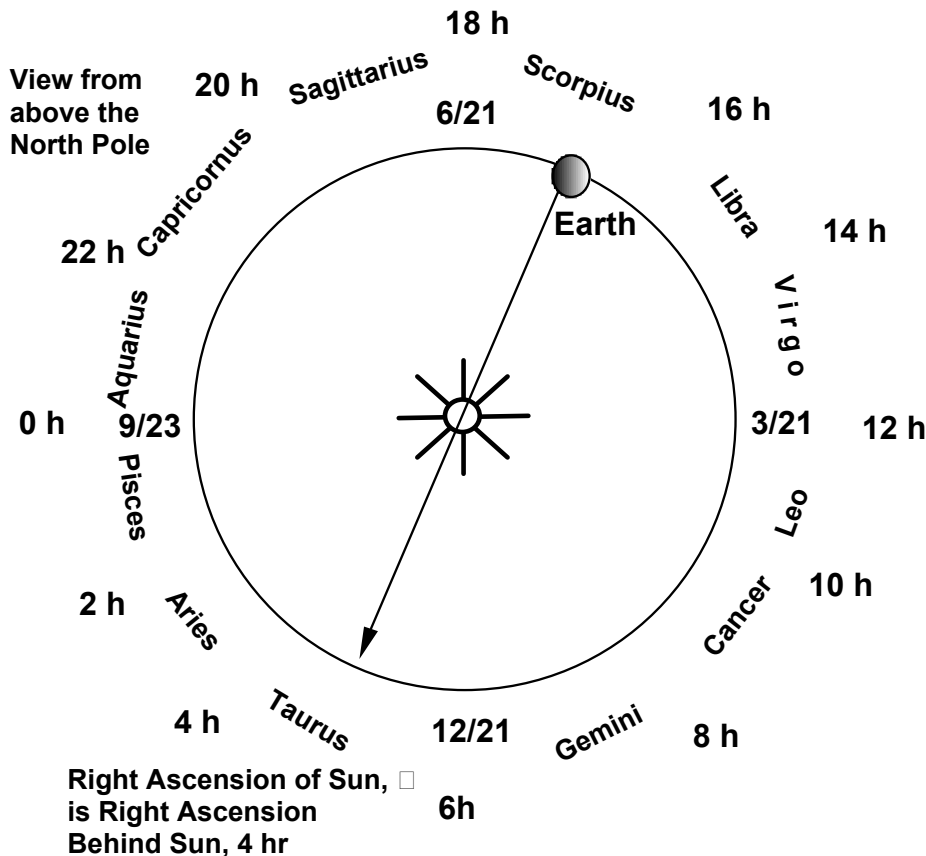 18 h
View from
above the
North Pole
20 h
Sagittarius
Scorpius
6/21
16 h
Capricornus
Libra
Earth
14 h
22 h
Virgo
Aquarius
0 h
9/23
3/21
12 h
Pisces
Leo
2 h
Aries
Cancer
10 h
4 h
Taurus
12/21
Gemini
8 h
Right Ascension of Sun, □
is Right Ascension
Behind Sun, 4 hr
6h